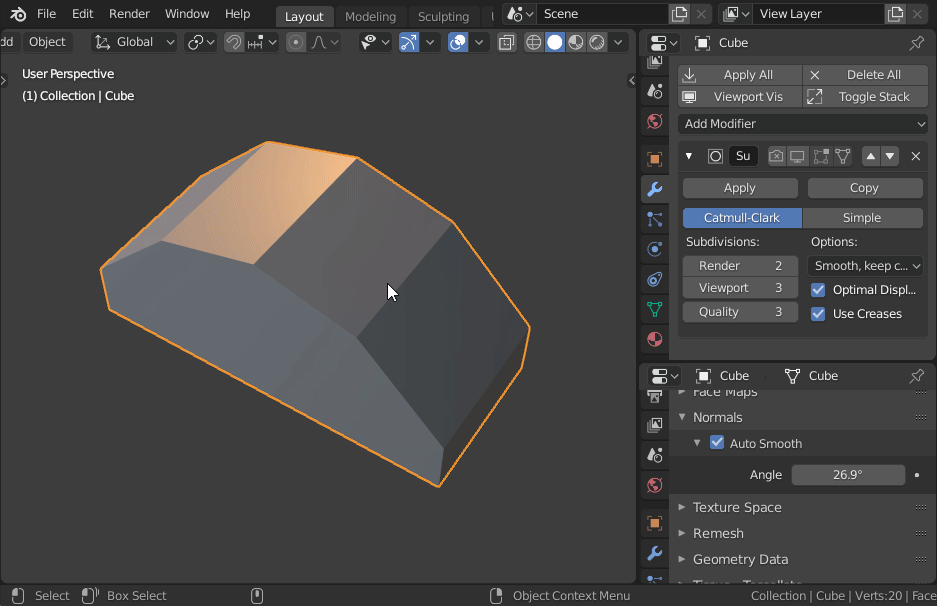 File Edit Render Window Help Layout Modeling Sculpting Scene View Layer
dd Object Global
User Perspective
(1) Collection | Cube
Cube
Apply All Delete All
Viewport Vis Toggle Stack
Add Modifier
Su
Apply Copy
Catmull-Clark Simple
Subdivisions: Options:
Render 2 Smooth, keep c...
Viewport 3 Optimal Displ...
Quality 3 Use Creases
Cube Cube
Face Maps
Normals
Auto Smooth
Angle 26.9°
Texture Space
Remesh
Geometry Data
Select Box Select Object Context Menu Collection | Cube | Verts:20 | Face